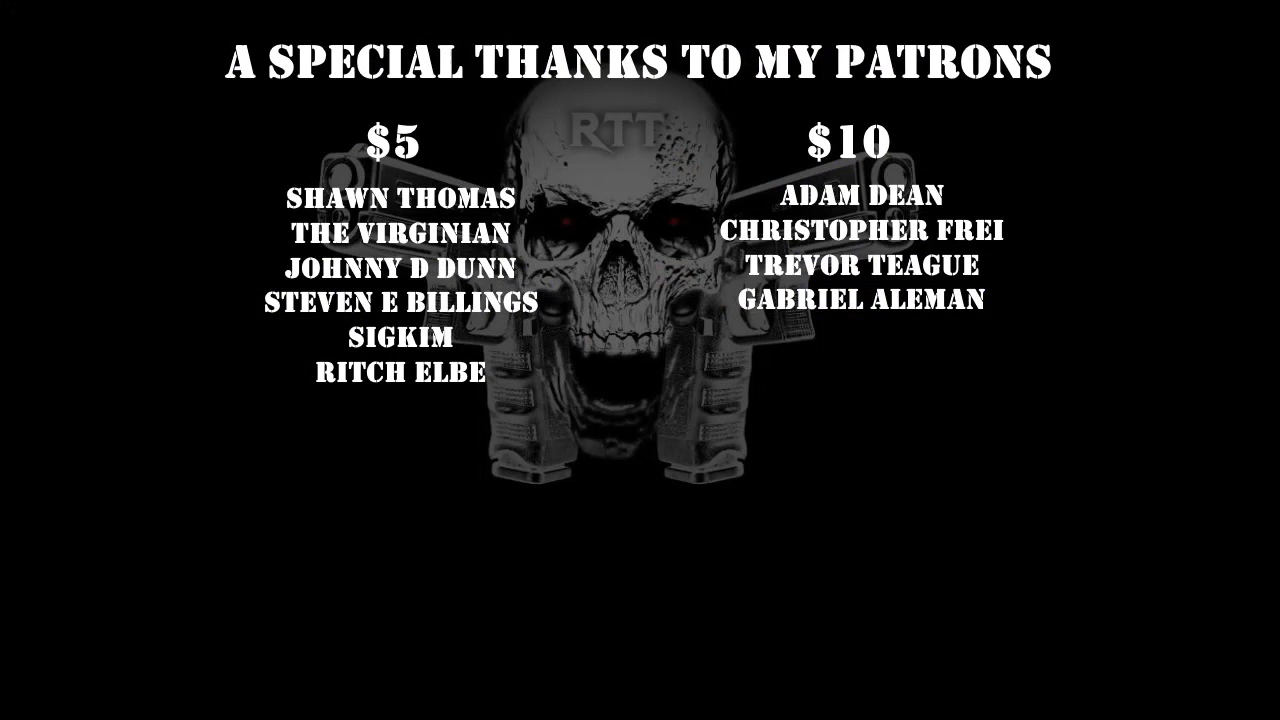 A SPECIAL THANKS TO MY PATRONS
RTT
$5
SHAWN THOMAS
THE VIRGINIAN
JOHNNY D DUNN
STEVEN E BILLINGS
SIGKIM
RITCH ELBE
$10
ADAM DEAN
CHRISTOPHER FREI
TREVOR TEAGUE
GABRIEL ALEMAN